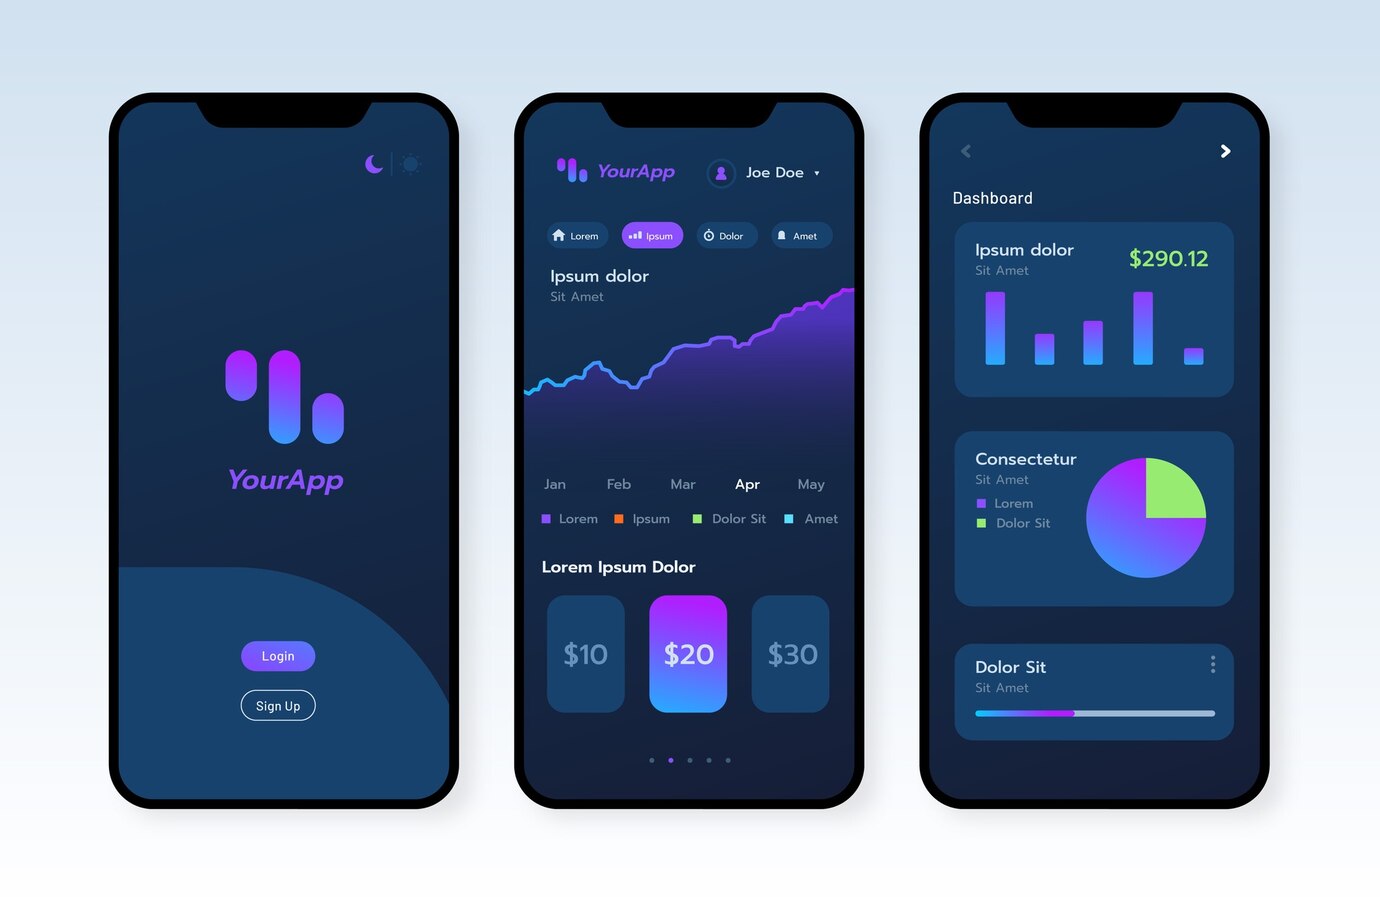 YourApp
Login
Sign Up
YourApp
Joe Doe
Lorem Ipsum Dolor Amet
Ipsum dolor
Sit Amet
Jan Feb Mar Apr May
Lorem Ipsum Dolor Sit Amet
Lorem Ipsum Dolor
$10 $20 $30
Dashboard
Ipsum dolor
$290.12
Sit Amet
Consectetur
Sit Amet
Lorem
Dolor Sit
Dolor Sit
Sit Amet